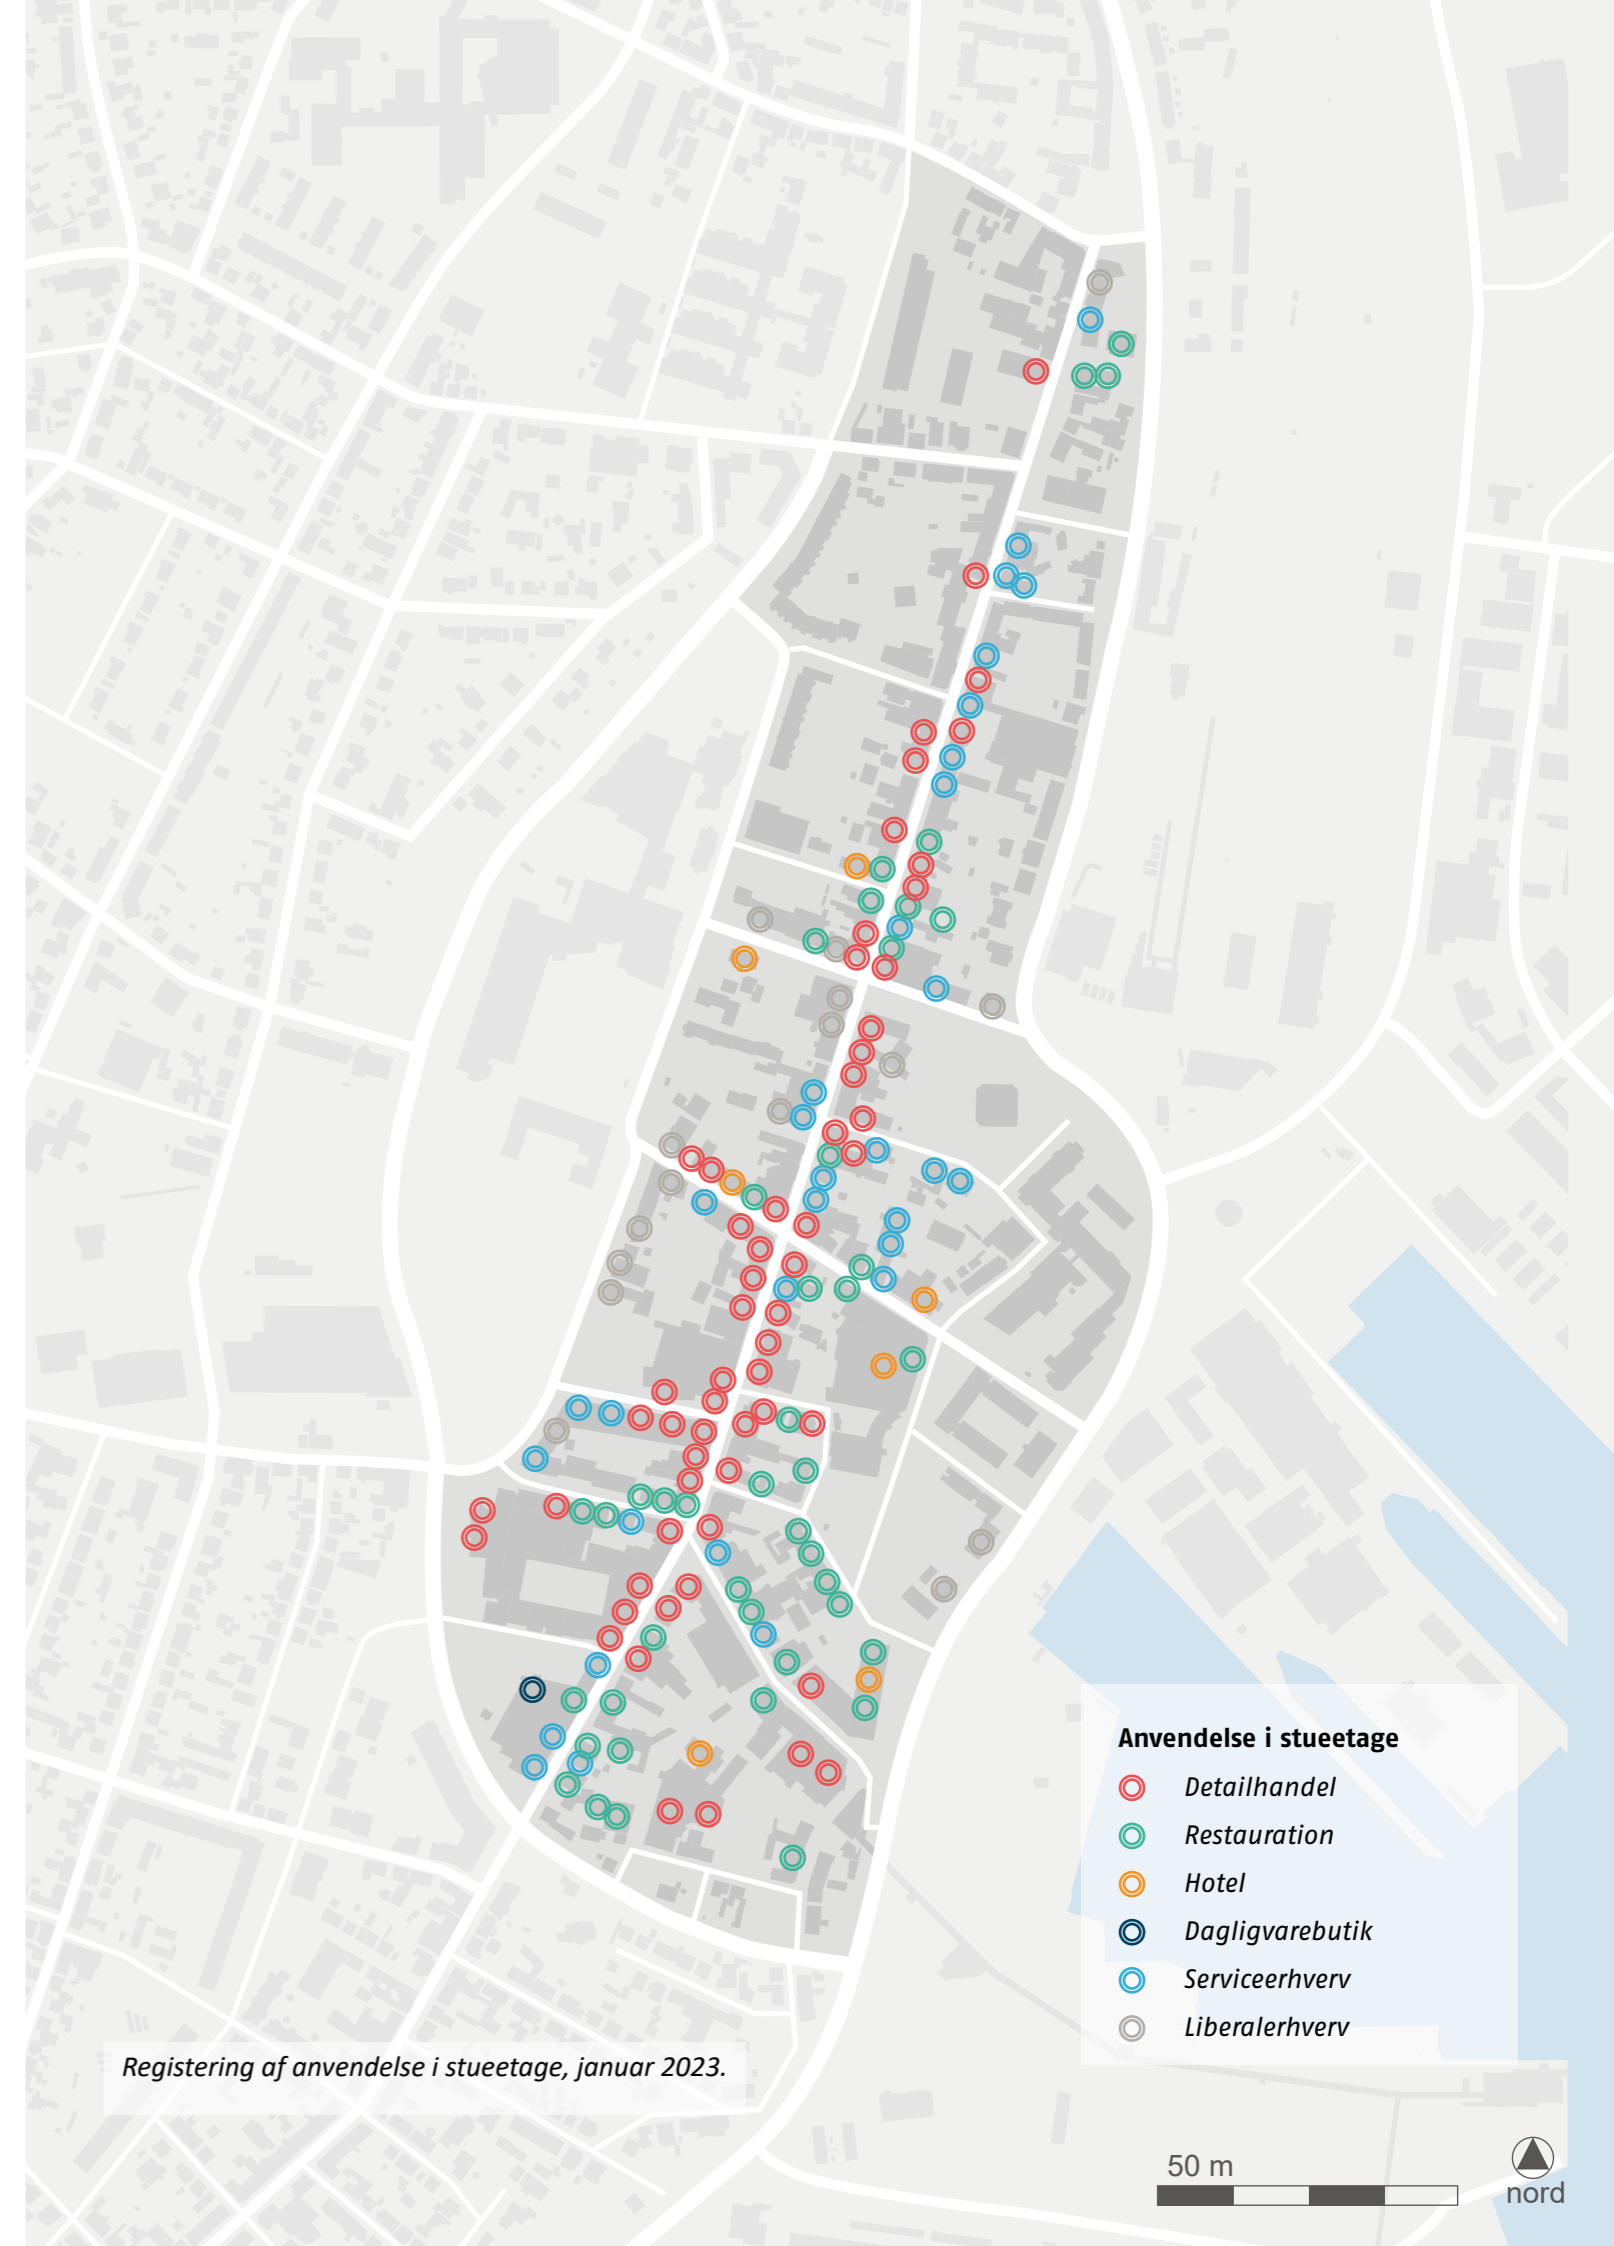 Anvendelse i stueetage
Detailhandel
Restauration
Hotel
Dagligvarebutik
Serviceerhverv
Liberalerhverv
Registering af anvendelse i stueetage, januar 2023.
50 m
nord